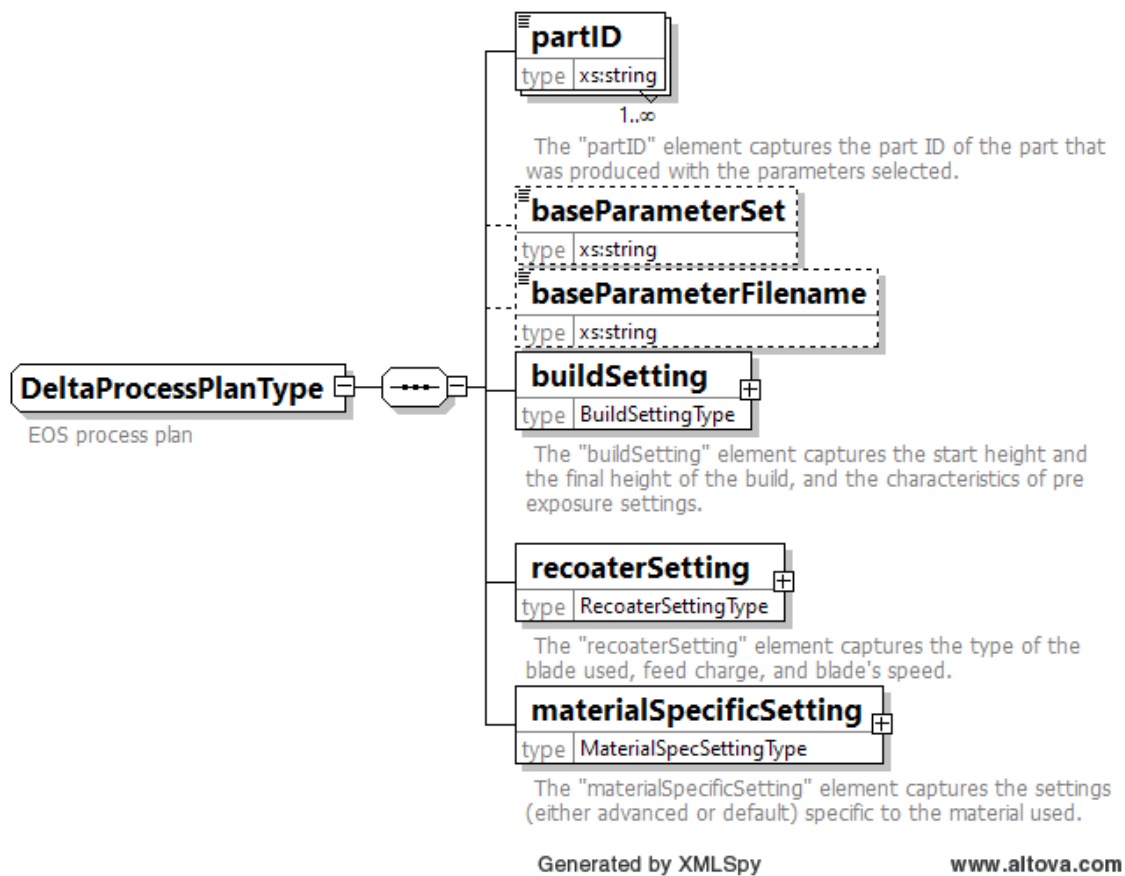 partID
type xs:string
1..∞
The "partID" element captures the part ID of the part that
was produced with the parameters selected.
baseParameterSet
type xs:string
baseParameterFilename
type xs:string
DeltaProcessPlanType
EOS process plan
buildSetting
type BuildSettingType
The "buildSetting" element captures the start height and
the final height of the build, and the characteristics of pre
exposure settings.
recoaterSetting
type RecoaterSettingType
The "recoaterSetting" element captures the type of the
blade used, feed charge, and blade's speed.
materialSpecificSetting
type MaterialSpecSettingType
The "materialSpecificSetting" element captures the settings
(either advanced or default) specific to the material used.
Generated by XMLSpy www.altova.com